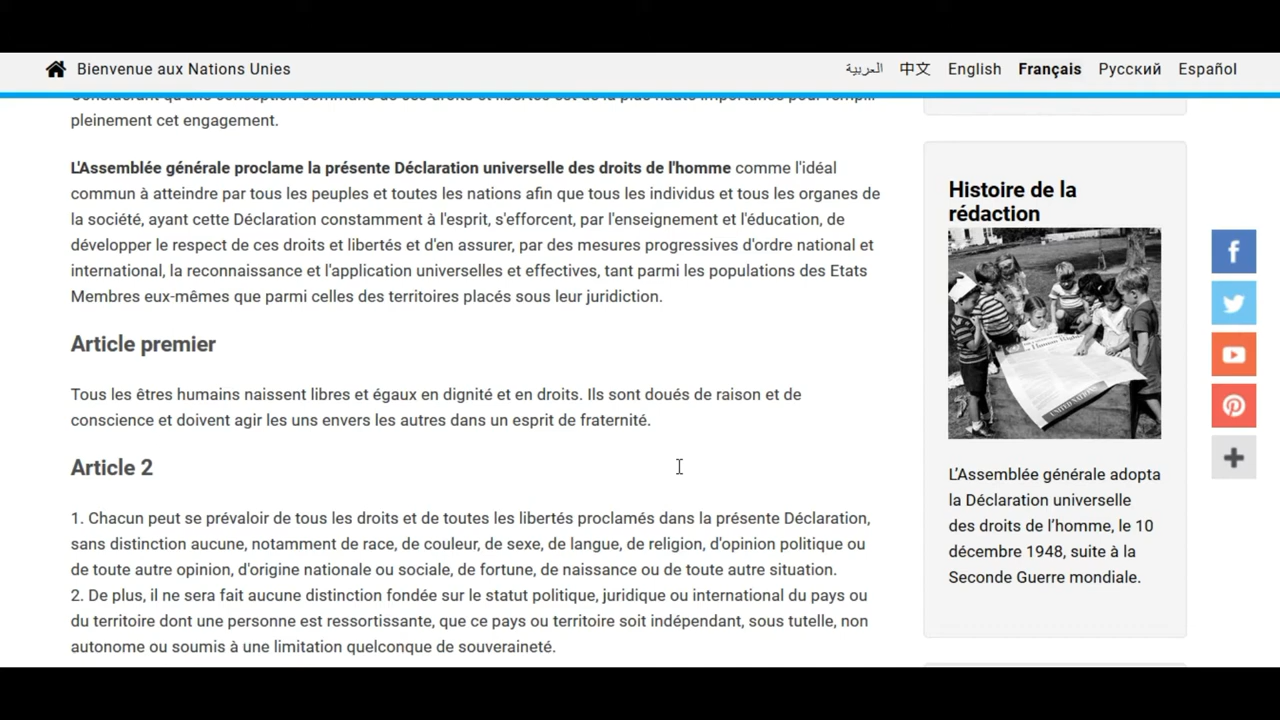 Bienvenue aux Nations Unies
العربية 中文 English Français Русский Español
pleinement cet engagement.
L'Assemblée générale proclame la présente Déclaration universelle des droits de l'homme comme l'idéal
commun à atteindre par tous les peuples et toutes les nations afin que tous les individus et tous les organes de
la société, ayant cette Déclaration constamment à l'esprit, s'efforcent, par l'enseignement et l'éducation, de
développer le respect de ces droits et libertés et d'en assurer, par des mesures progressives d'ordre national et
international, la reconnaissance et l'application universelles et effectives, tant parmi les populations des Etats
Membres eux-mêmes que parmi celles des territoires placés sous leur juridiction.
Article premier
Tous les êtres humains naissent libres et égaux en dignité et en droits. Ils sont doués de raison et de
conscience et doivent agir les uns envers les autres dans un esprit de fraternité.
Article 2
1. Chacun peut se prévaloir de tous les droits et de toutes les libertés proclamés dans la présente Déclaration,
sans distinction aucune, notamment de race, de couleur, de sexe, de langue, de religion, d'opinion politique ou
de toute autre opinion, d'origine nationale ou sociale, de fortune, de naissance ou de toute autre situation.
2. De plus, il ne sera fait aucune distinction fondée sur le statut politique, juridique ou international du pays ou
du territoire dont une personne est ressortissante, que ce pays ou territoire soit indépendant, sous tutelle, non
autonome ou soumis à une limitation quelconque de souveraineté.
Histoire de la
rédaction
Human Rights
UNITED NATIONS
L'Assemblée générale adopta
la Déclaration universelle
des droits de l'homme, le 10
décembre 1948, suite à la
Seconde Guerre mondiale.